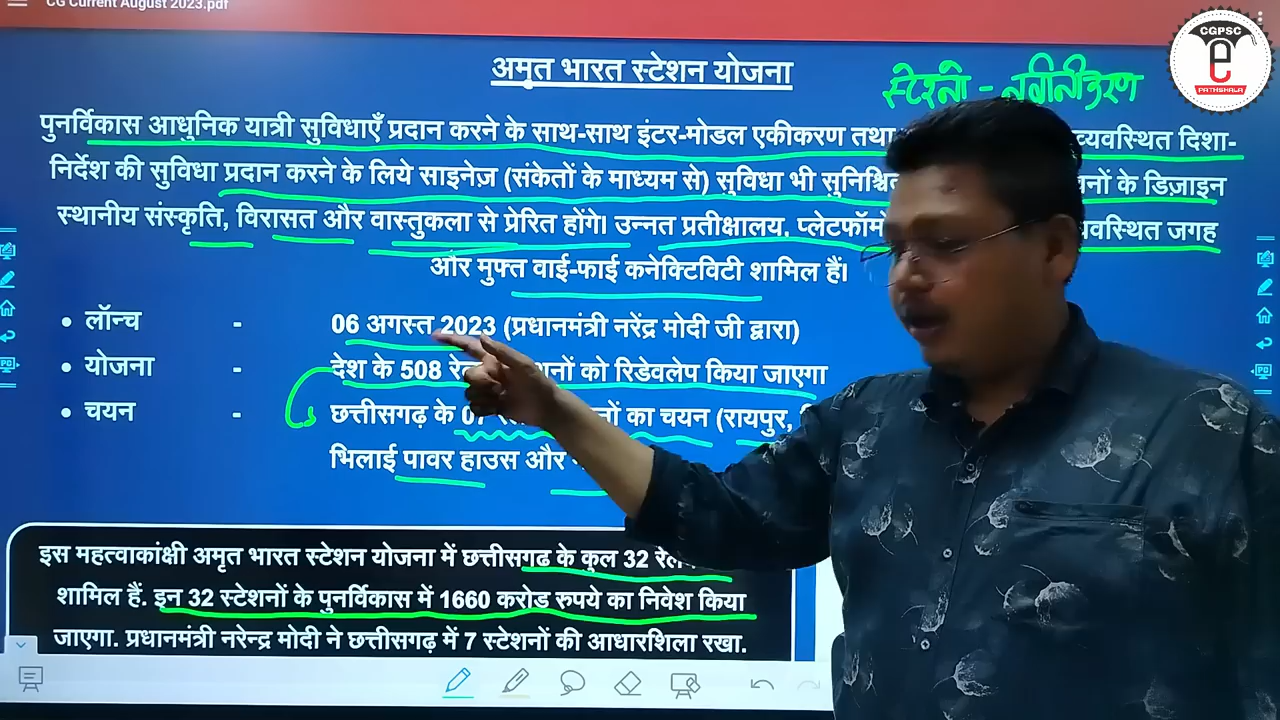 CG Current August 2023.pdf
CGPSC
e
PATHSHALA
अमृत भारत स्टेशन योजना
स्टेशनो - नवीनीकरण
पुनर्विकास आधुनिक यात्री सुविधाएँ प्रदान करने के साथ-साथ इंटर-मोडल एकीकरण तथा व्यवस्थित दिशा-
निर्देश की सुविधा प्रदान करने के लिये साइनेज़ (संकेतों के माध्यम से) सुविधा भी के डिज़ाइन
स्थानीय संस्कृति, विरासत और वास्तुकला से प्रेरित होंगे। उन्नत प्रतीक्षालय, जगह
और मुफ्त वाई-फाई कनेक्टिविटी शामिल हैं।
• लॉन्च - 06 अगस्त 2023 (प्रधानमंत्री नरेंद्र मोदी जी द्वारा)
• योजना - देश के 508 को रिडेवलेप किया जाएगा
• चयन - छत्तीसगढ़ के 07 का चयन (रायपुर,
भिलाई पावर हाउस और
इस महत्वाकांक्षी अमृत भारत स्टेशन योजना में छत्तीसगढ के कुल 32
शामिल हैं. इन 32 स्टेशनों के पुनर्विकास में 1660 करोड रुपये का निवेश किया
जाएगा. प्रधानमंत्री नरेन्द्र मोदी ने छत्तीसगढ़ में 7 स्टेशनों की आधारशिला रखा.